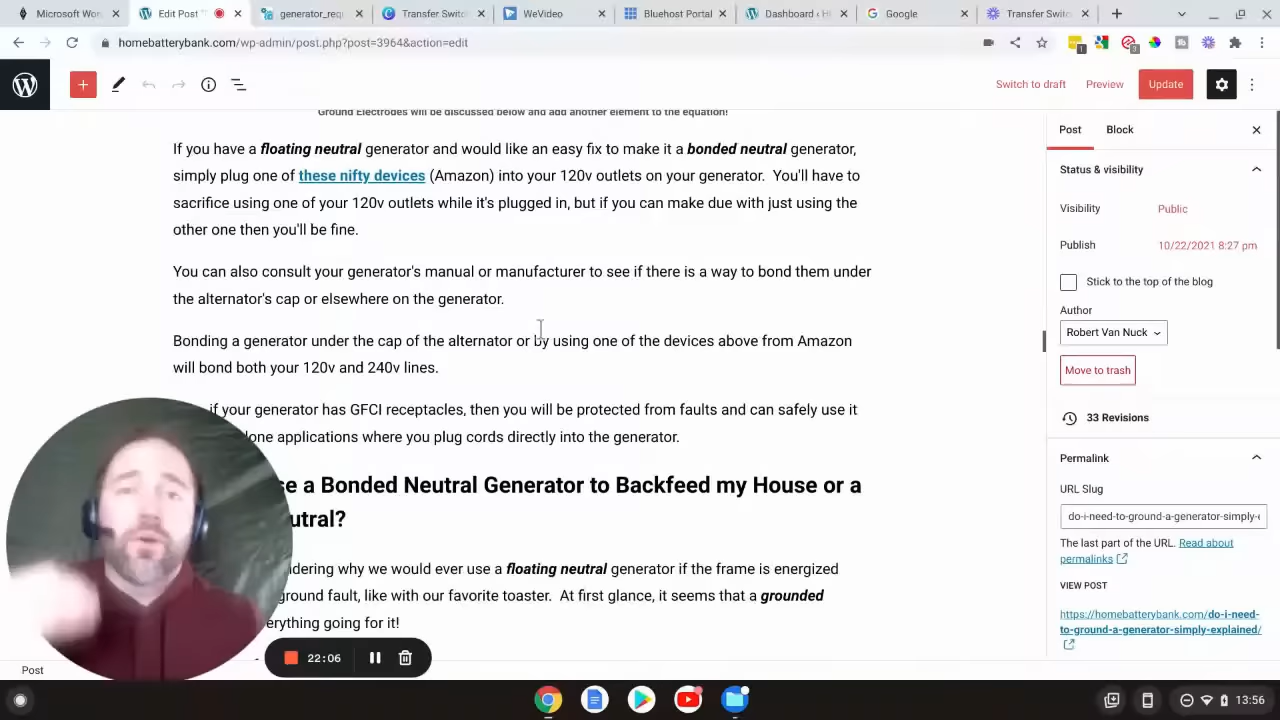 Microsoft Wor
Edit Post "
generator_req
Transfer Switc
WeVideo
Bluehost Portal
Dashboard ‹ H
Google
Transfer Switc
homebatterybank.com/wp-admin/post.php?post=3964&action=edit
Switch to draft
Preview
Update
Ground Electrodes will be discussed below and add another element to the equation!
If you have a floating neutral generator and would like an easy fix to make it a bonded neutral generator,
simply plug one of these nifty devices (Amazon) into your 120v outlets on your generator. You'll have to
sacrifice using one of your 120v outlets while it's plugged in, but if you can make due with just using the
other one then you'll be fine.
You can also consult your generator's manual or manufacturer to see if there is a way to bond them under
the alternator's cap or elsewhere on the generator.
Bonding a generator under the cap of the alternator or by using one of the devices above from Amazon
will bond both your 120v and 240v lines.
if your generator has GFCI receptacles, then you will be protected from faults and can safely use it
lone applications where you plug cords directly into the generator.
se a Bonded Neutral Generator to Backfeed my House or a
utral?
dering why we would ever use a floating neutral generator if the frame is energized
ground fault, like with our favorite toaster. At first glance, it seems that a grounded
erything going for it!
22:06
Post
Post
Block
Status & visibility
Visibility
Public
Publish
10/22/2021 8:27 pm
Stick to the top of the blog
Author
Robert Van Nuck
Move to trash
33 Revisions
Permalink
URL Slug
do-i-need-to-ground-a-generator-simply-
The last part of the URL. Read about
permalinks
VIEW POST
https://homebatterybank.com/do-i-need-
to-ground-a-generator-simply-explained/
13:56